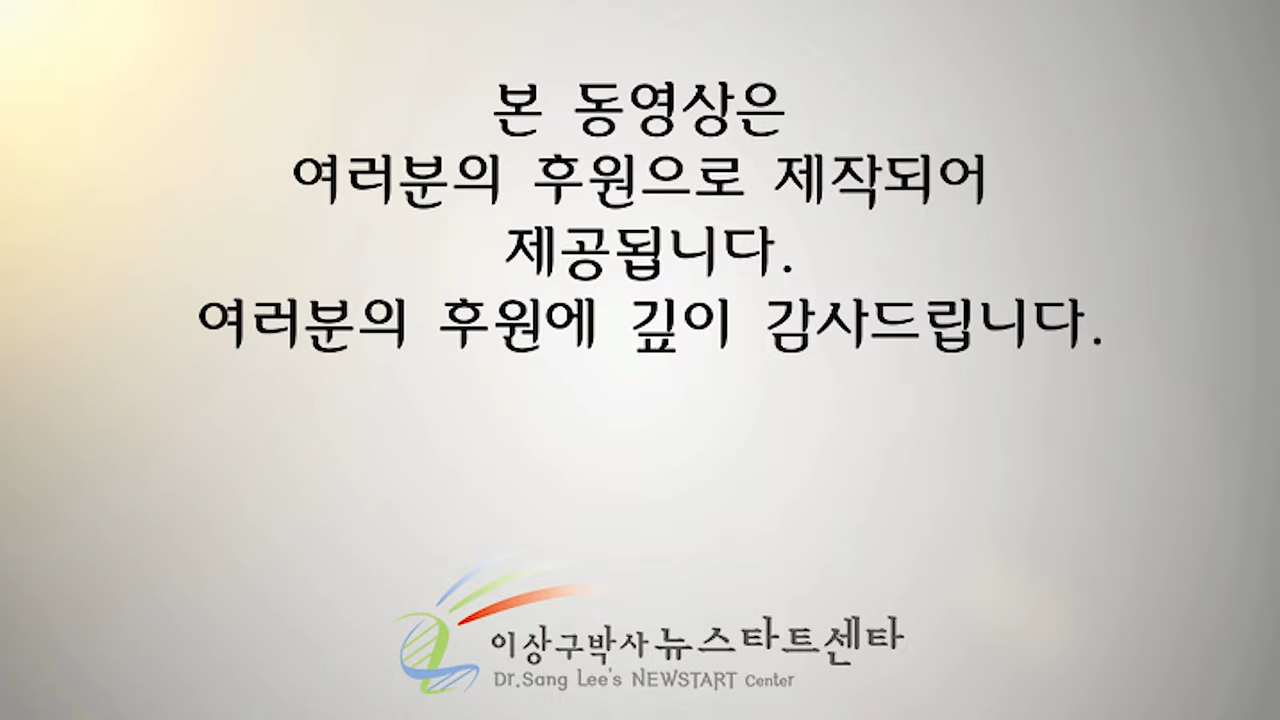 본 동영상은
여러분의 후원으로 제작되어
제공됩니다.
여러분의 후원에 깊이 감사드립니다.
이상구박사 뉴스타트센타
Dr.Sang Lee's NEWSTART Center